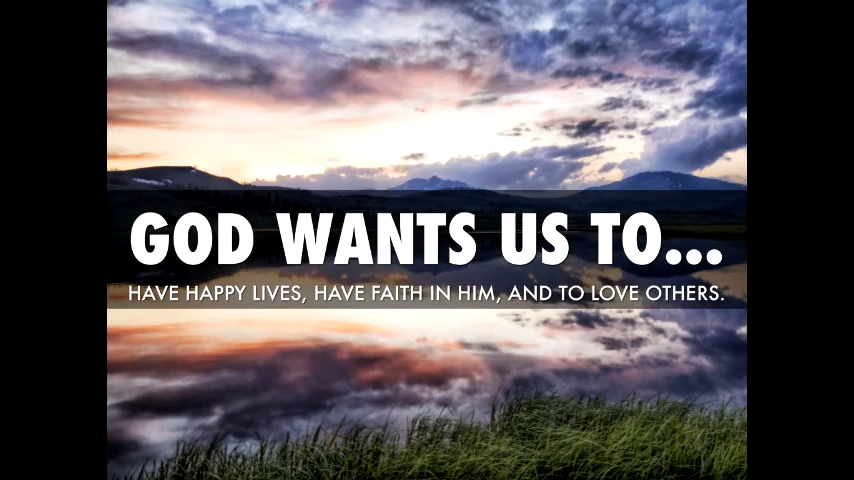 GOD WANTS US TO...
HAVE HAPPY LIVES, HAVE FAITH IN HIM, AND TO LOVE OTHERS.